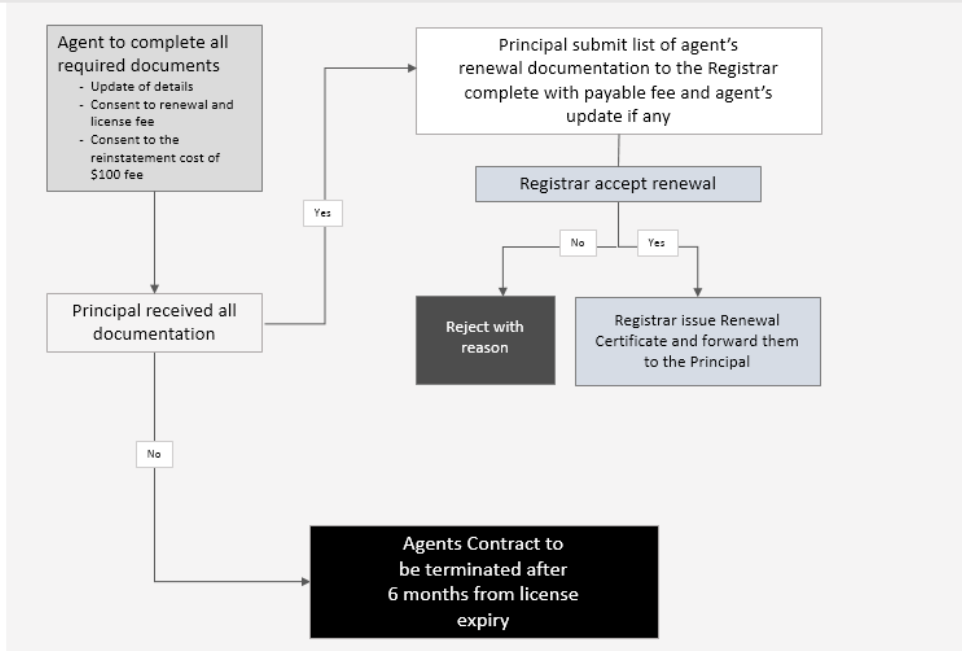 Agent to complete all
required documents
- Update of details
- Consent to renewal and
license fee
- Consent to the
reinstatement cost of
$100 fee
Principal submit list of agent's
renewal documentation to the Registrar
complete with payable fee and agent's
update if any
Registrar accept renewal
Yes
No
Yes
Principal received all
documentation
Reject with
reason
Registrar issue Renewal
Certificate and forward them
to the Principal
No
Agents Contract to
be terminated after
6 months from license
expiry